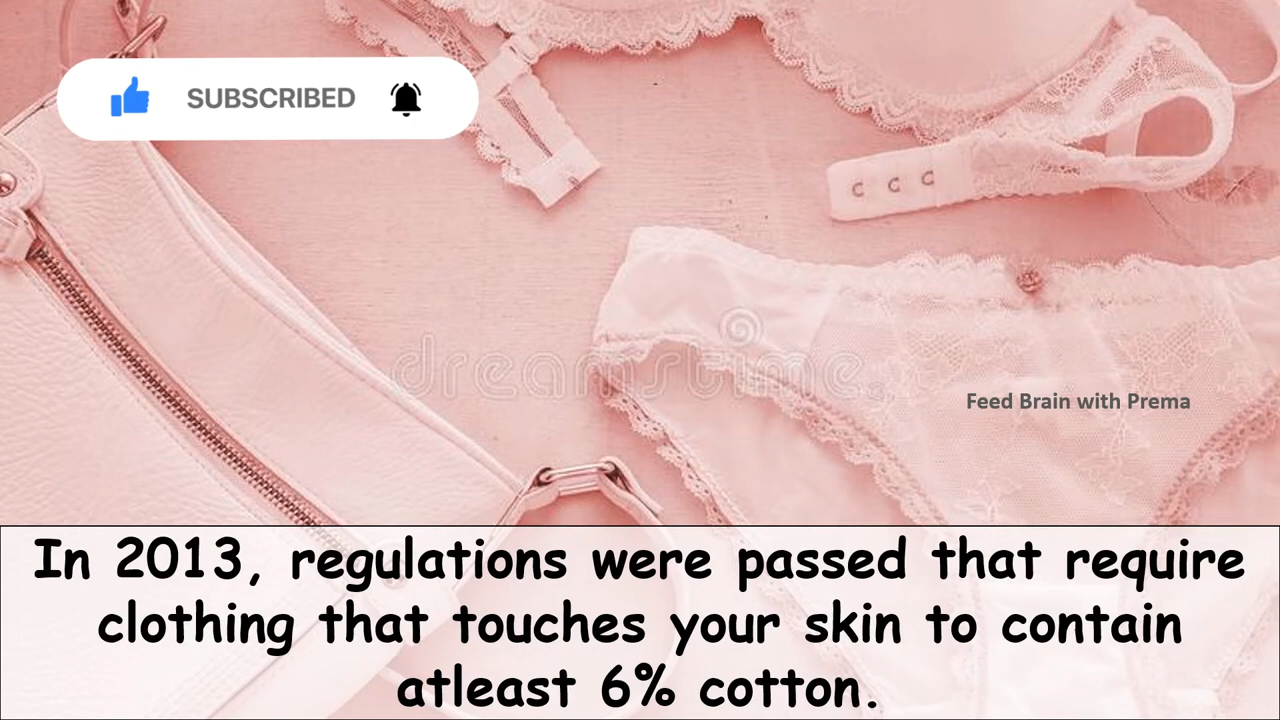 SUBSCRIBED
dreamstime.
Feed Brain with Prema
In 2013, regulations were passed that require
clothing that touches your skin to contain
atleast 6% cotton.